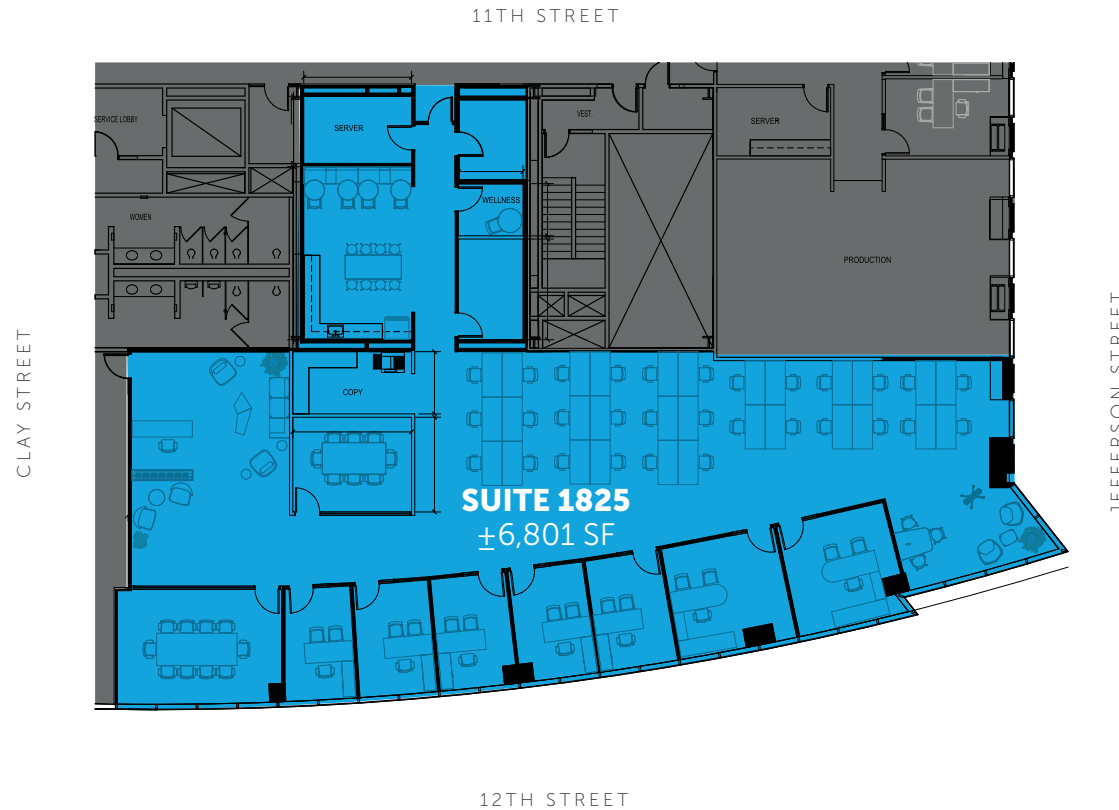 11TH STREET
SERVICE LOBBY
SERVER
VEST.
SERVER
WELLNESS
WOMEN
PRODUCTION
CLAY STREET
JEFFERSON STREET
COPY
SUITE 1825
±6,801 SF
12TH STREET